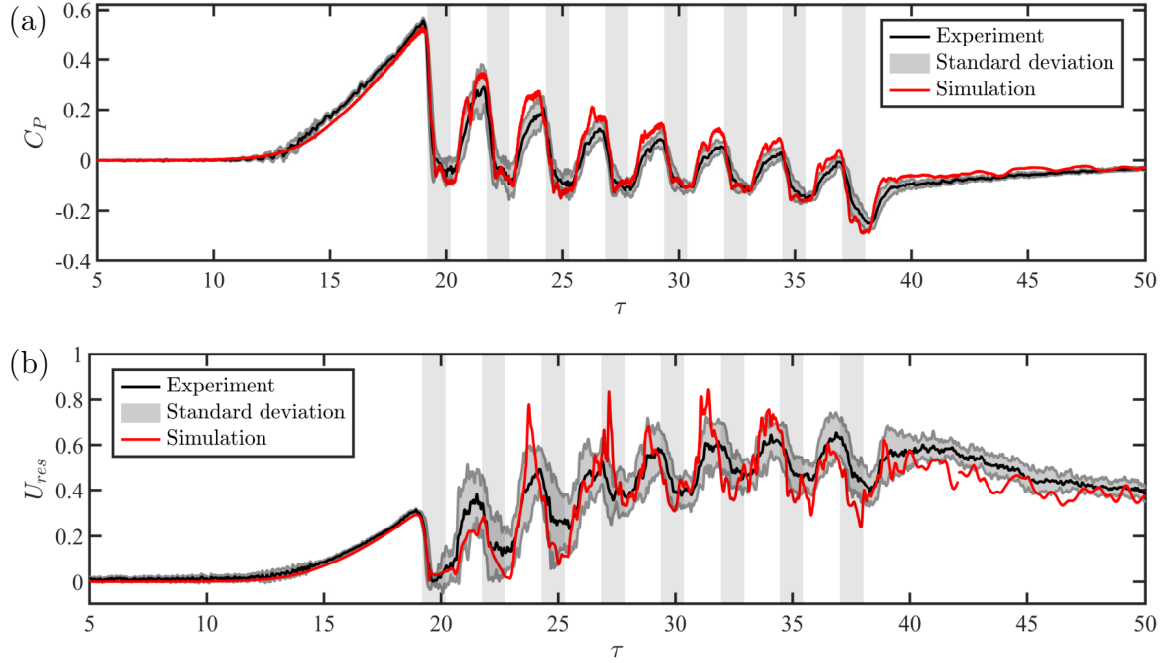 (a)
0.6
0.4
0.2
0
-0.2
-0.4
C_P
Experiment
Standard deviation
Simulation
5 10 15 20 25 30 35 40 45 50
τ
(b)
1
0.8
0.6
0.4
0.2
0
U_res
Experiment
Standard deviation
Simulation
5 10 15 20 25 30 35 40 45 50
τ